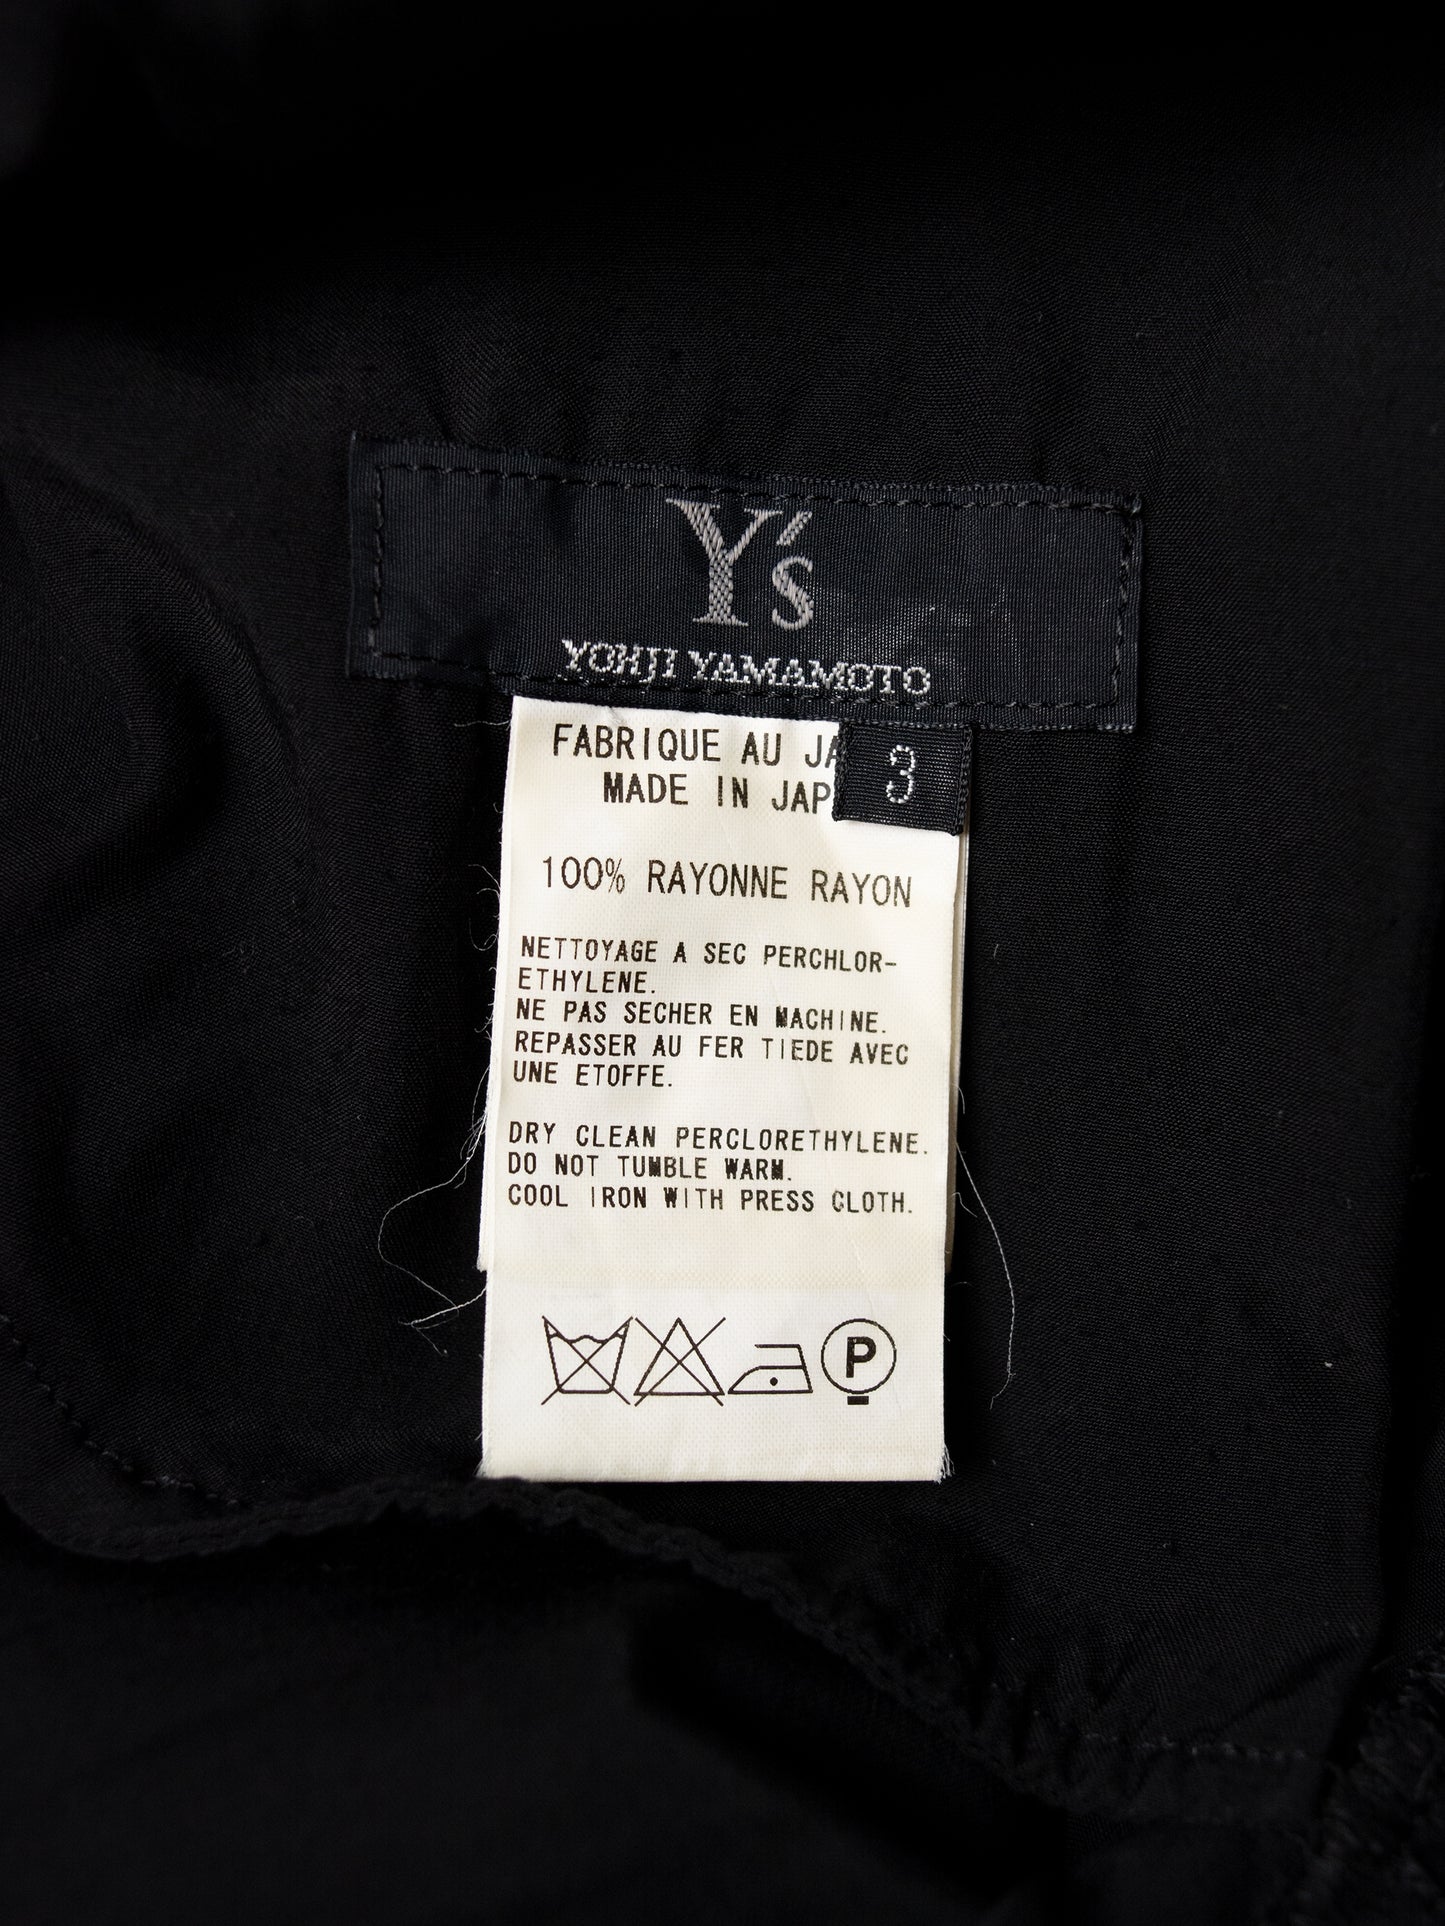 Y's
YOHJI YAMAMOTO
FABRIQUE AU JA
MADE IN JAP
3
100% RAYONNE RAYON
NETTOYAGE A SEC PERCHLOR-
ETHYLENE.
NE PAS SECHER EN MACHINE.
REPASSER AU FER TIEDE AVEC
UNE ETOFFE.
DRY CLEAN PERCLORETHYLENE.
DO NOT TUMBLE WARM.
COOL IRON WITH PRESS CLOTH.
P